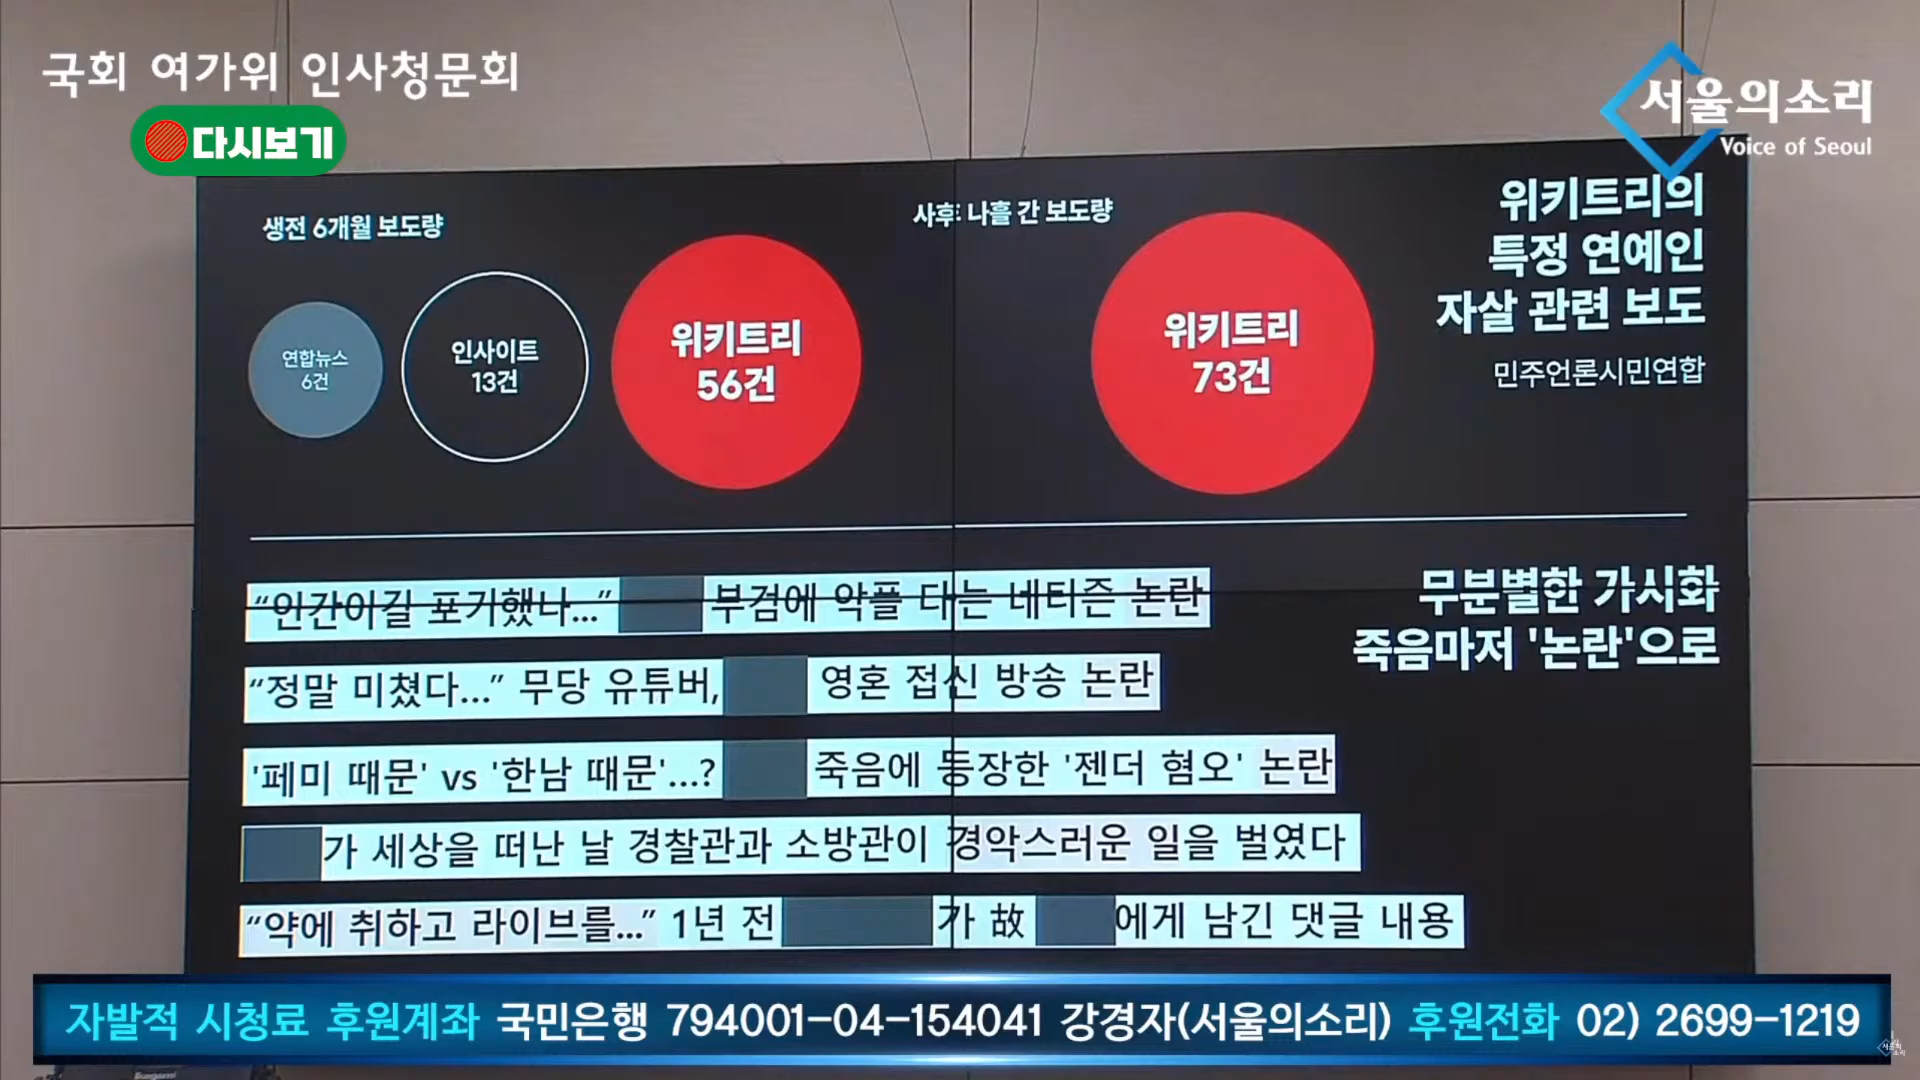 국회 여가위 인사청문회
다시보기
서울의소리
Voice of Seoul
생전 6개월 보도량
사후 나흘 간 보도량
위키트리의
특정 연예인
자살 관련 보도
민주언론시민연합
연합뉴스
6건
인사이트
13건
위키트리
56건
위키트리
73건
“인간이길 포기했나...” 부검에 악플 다는 네티즌 논란
“정말 미쳤다...” 무당 유튜버, 영혼 접신 방송 논란
'페미 때문' vs '한남 때문'...? 죽음에 등장한 '젠더 혐오' 논란
가 세상을 떠난 날 경찰관과 소방관이 경악스러운 일을 벌였다
“약에 취하고 라이브를...” 1년 전 가 故 에게 남긴 댓글 내용
무분별한 가시화
죽음마저 '논란'으로
자발적 시청료 후원계좌 국민은행 794001-04-154041 강경자(서울의소리) 후원전화 02) 2699-1219
서울의
소리
Ikegami